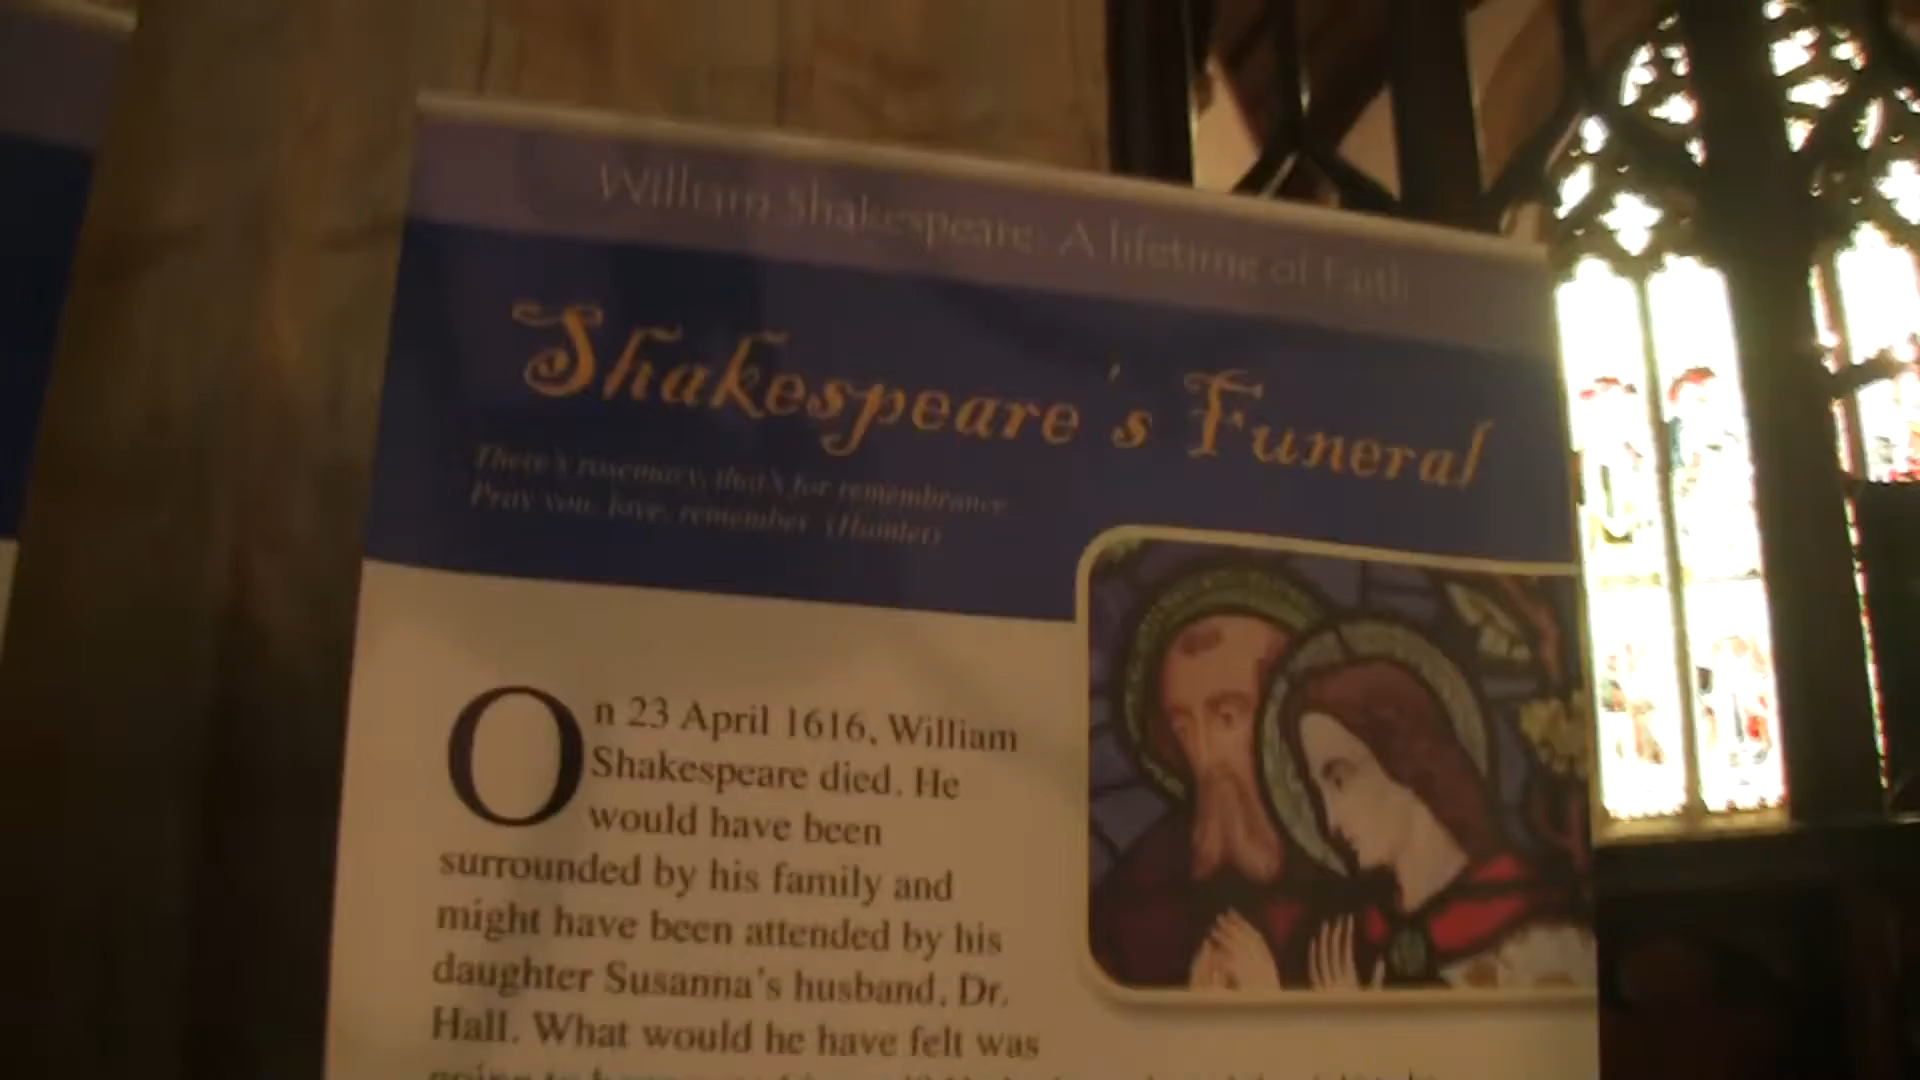 William Shakespeare: A lifetime of Faith
Shakespeare's Funeral
There's rosemary, that's for remembrance.
Pray you, love, remember (Hamlet)
On 23 April 1616, William
Shakespeare died. He
would have been
surrounded by his family and
might have been attended by his
daughter Susanna's husband, Dr.
Hall. What would he have felt was